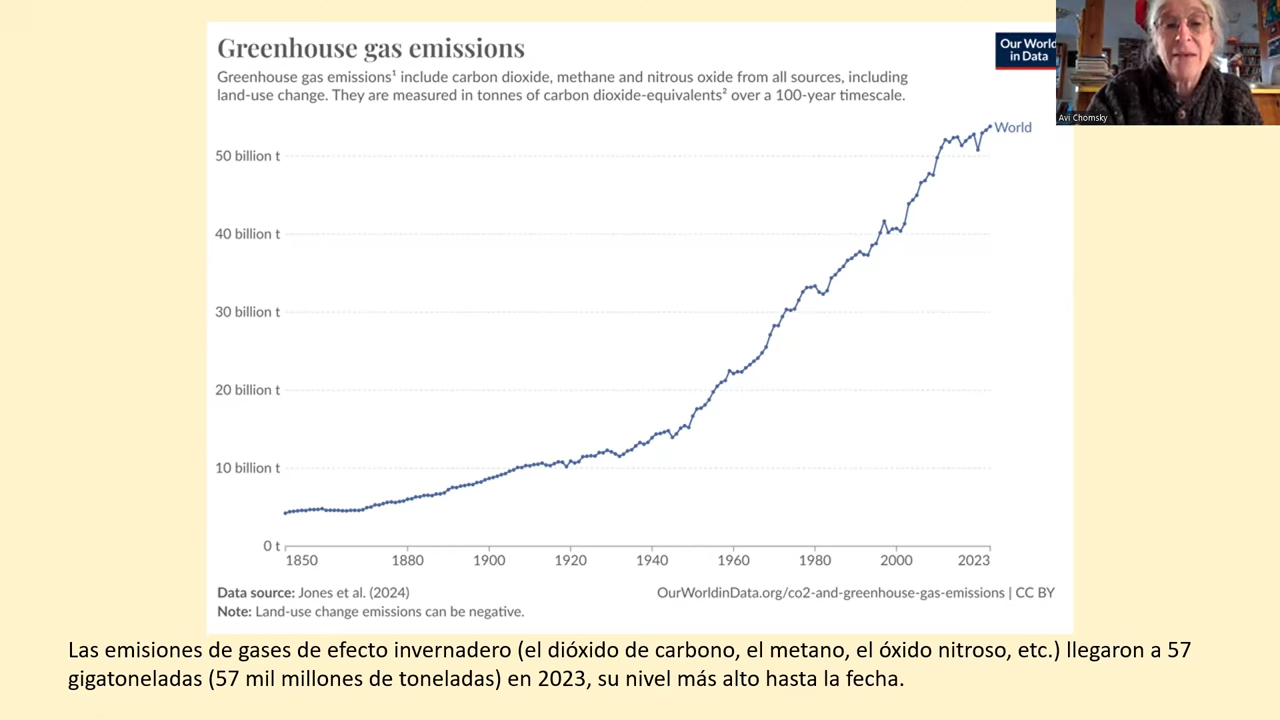 Greenhouse gas emissions
Greenhouse gas emissions¹ include carbon dioxide, methane and nitrous oxide from all sources, including
land-use change. They are measured in tonnes of carbon dioxide-equivalents² over a 100-year timescale.
Our World
in Data
Avi Chomsky
World
50 billion t
40 billion t
30 billion t
20 billion t
10 billion t
0 t
1850 1880 1900 1920 1940 1960 1980 2000 2023
Data source: Jones et al. (2024)
OurWorldinData.org/co2-and-greenhouse-gas-emissions | CC BY
Note: Land-use change emissions can be negative.
Las emisiones de gases de efecto invernadero (el dióxido de carbono, el metano, el óxido nitroso, etc.) llegaron a 57
gigatoneladas (57 mil millones de toneladas) en 2023, su nivel más alto hasta la fecha.